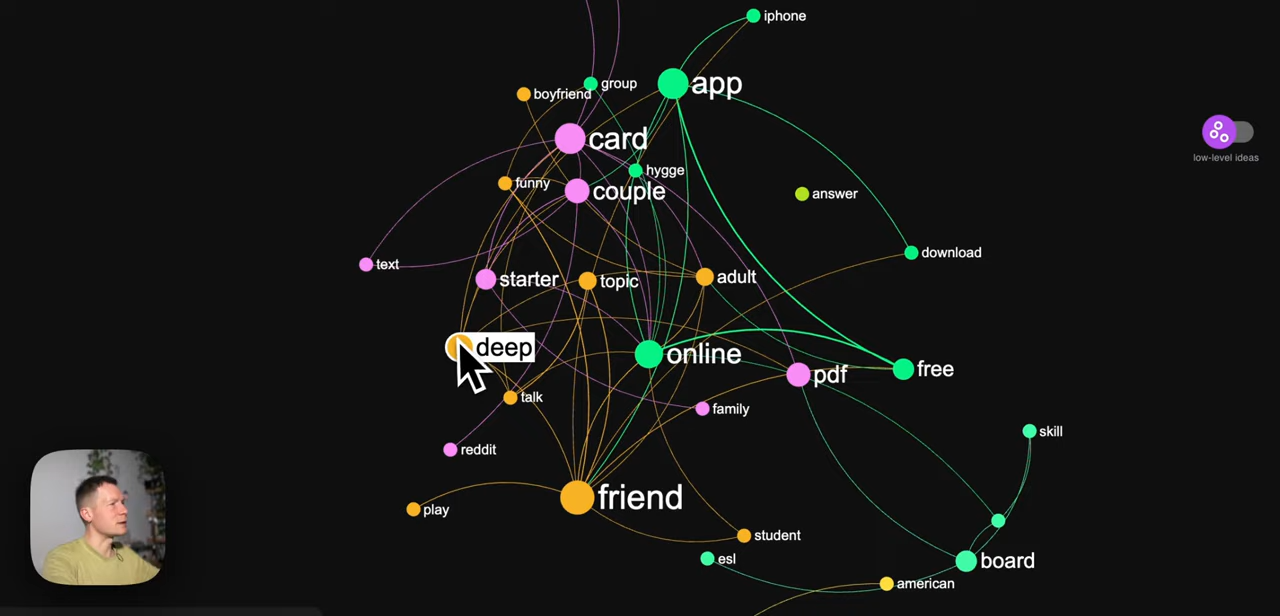 iphone
group
app
boyfriend
card
low-level ideas
hygge
funny
couple
answer
download
text
starter
topic
adult
deep
online
free
pdf
talk
family
skill
reddit
friend
play
student
esl
board
american